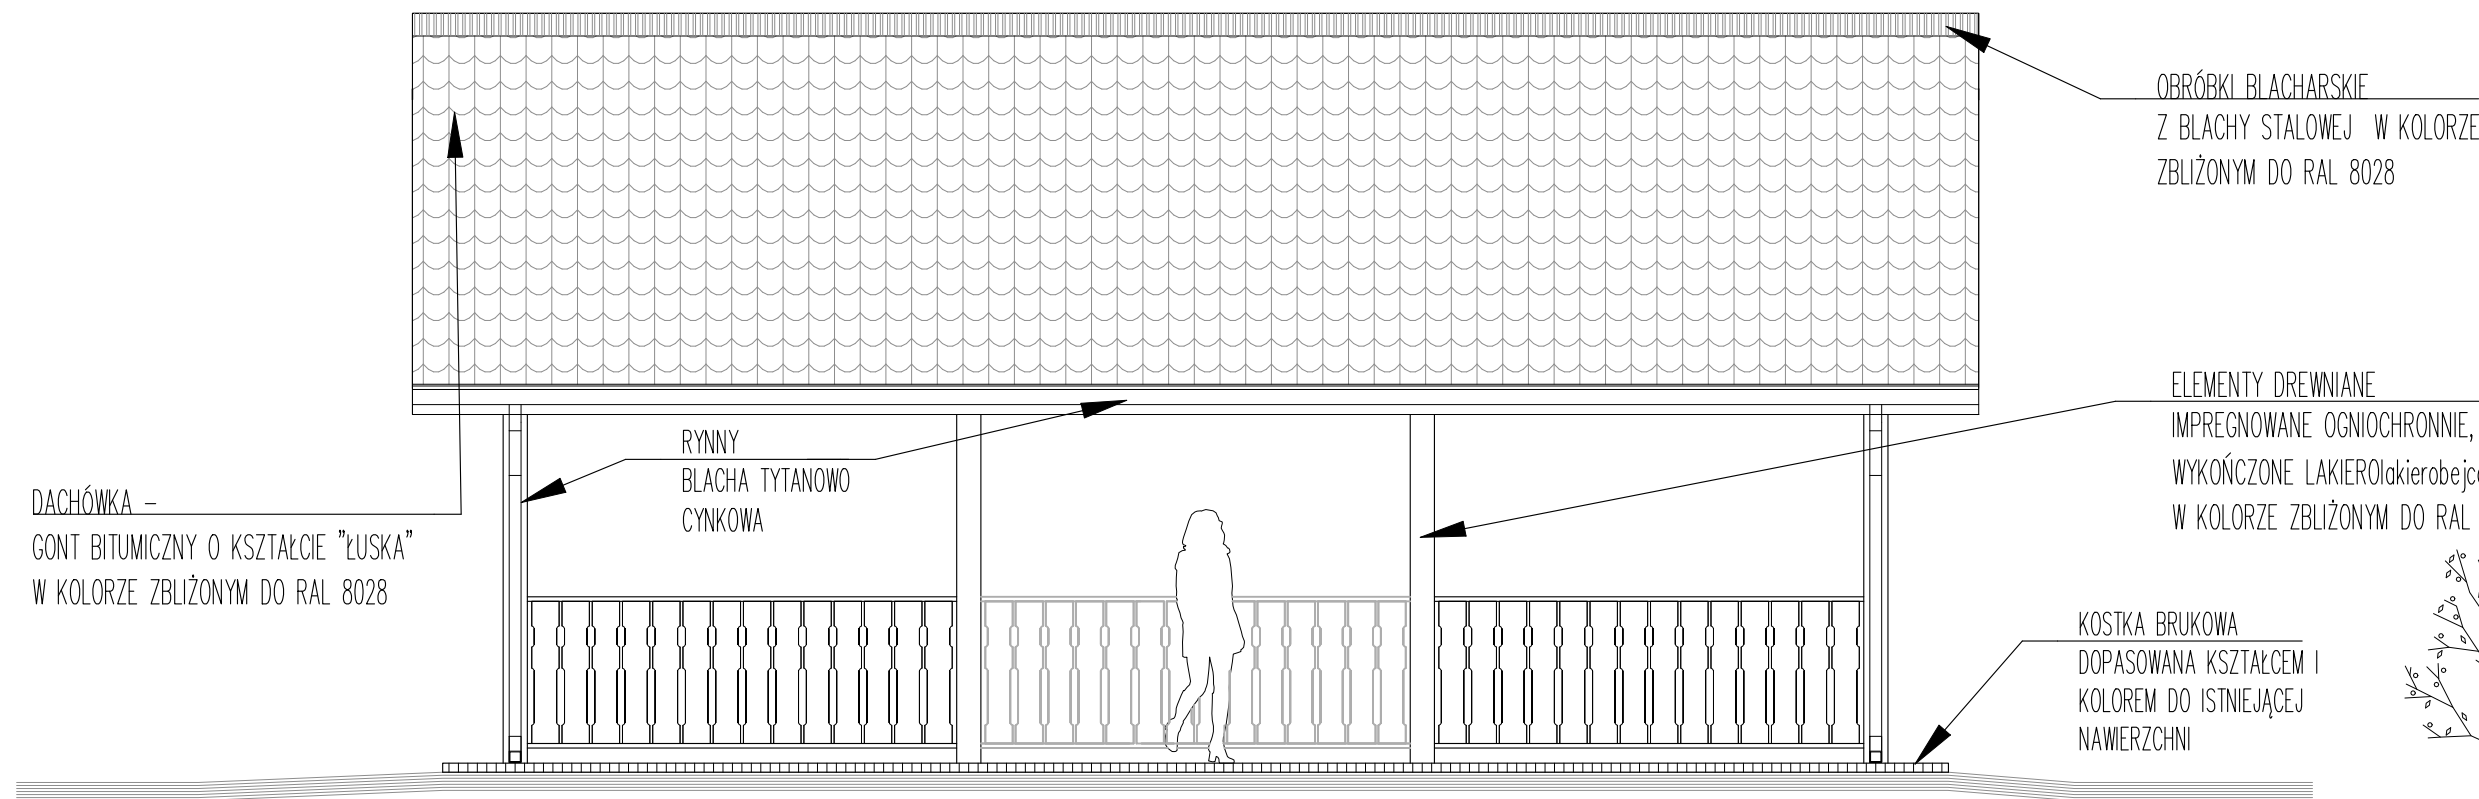 OBRÓBKI BLACHARSKIE
Z BLACHY STALOWEJ W KOLORZE
ZBLIŻONYM DO RAL 8028
ELEMENTY DREWNIANE
IMPREGNOWANE OGNIOCHRONNIE,
WYKOŃCZONE LAKIEROlakierobejc
W KOLORZE ZBLIŻONYM DO RAL
RYNNY
BLACHA TYTANOWO
CYNKOWA
DACHÓWKA –
GONT BITUMICZNY O KSZTAŁCIE "ŁUSKA"
W KOLORZE ZBLIŻONYM DO RAL 8028
KOSTKA BRUKOWA
DOPASOWANA KSZTAŁCEM I
KOLOREM DO ISTNIEJĄCEJ
NAWIERZCHNI